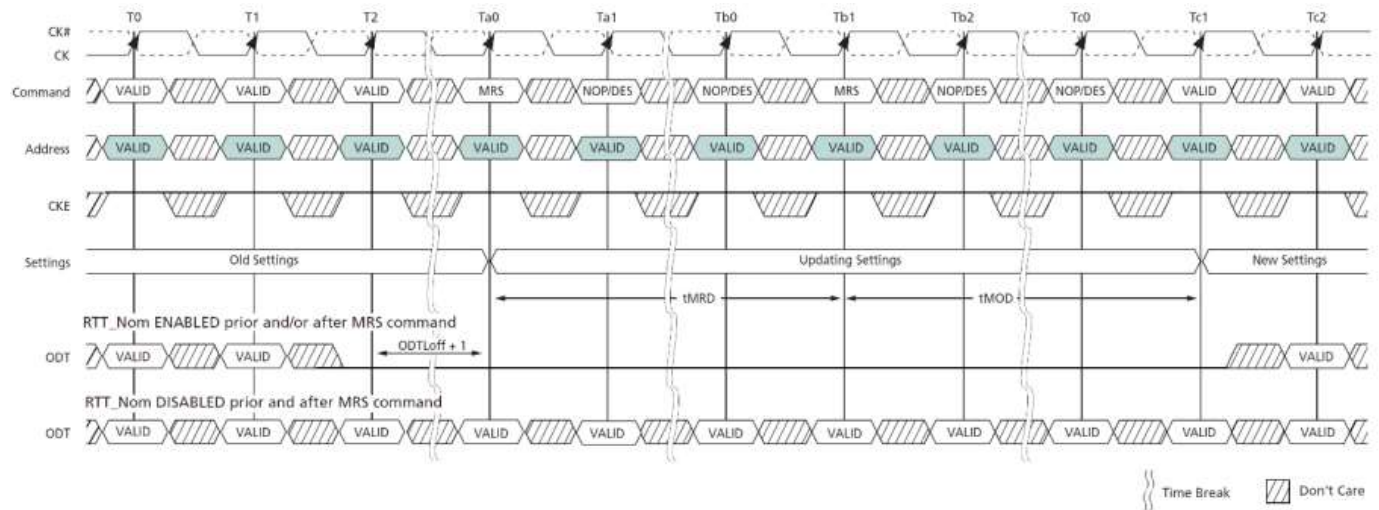 T0 T1 T2 Ta0 Ta1 Tb0 Tb1 Tb2 Tc0 Tc1 Tc2
CK#
CK
Command VALID VALID VALID MRS NOP/DES NOP/DES MRS NOP/DES NOP/DES VALID VALID
Address VALID VALID VALID VALID VALID VALID VALID VALID VALID VALID VALID
CKE
Settings Old Settings Updating Settings New Settings
tMRD tMOD
RTT_Nom ENABLED prior and/or after MRS command
ODTLoff + 1
ODT VALID VALID VALID
RTT_Nom DISABLED prior and after MRS command
ODT VALID VALID VALID VALID VALID VALID VALID VALID VALID VALID VALID
Time Break Don't Care